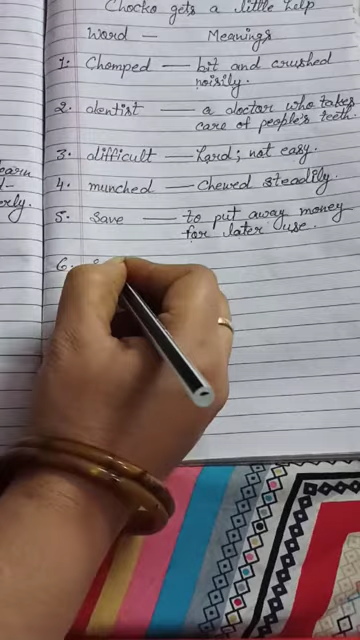 Chocko gets a little help
Word — Meanings
1. Chomped — bit and crushed
noisily.
2. dentist — a doctor who takes
care of people's teeth.
3. difficult — hard; not easy.
4. munched — chewed steadily.
5. save — to put away money
for later use.
6.